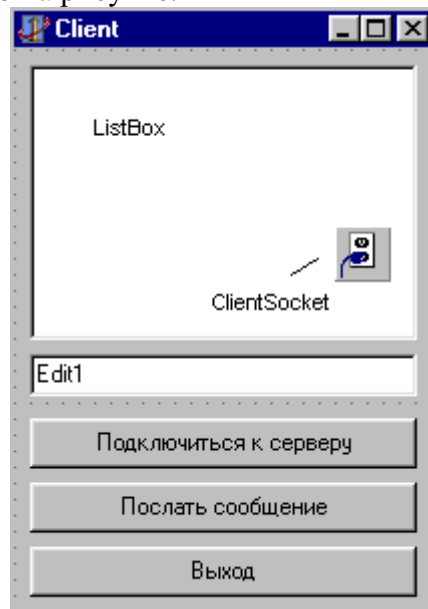 Client
ListBox
ClientSocket
Edit1
Подключиться к серверу
Послать сообщение
Выход